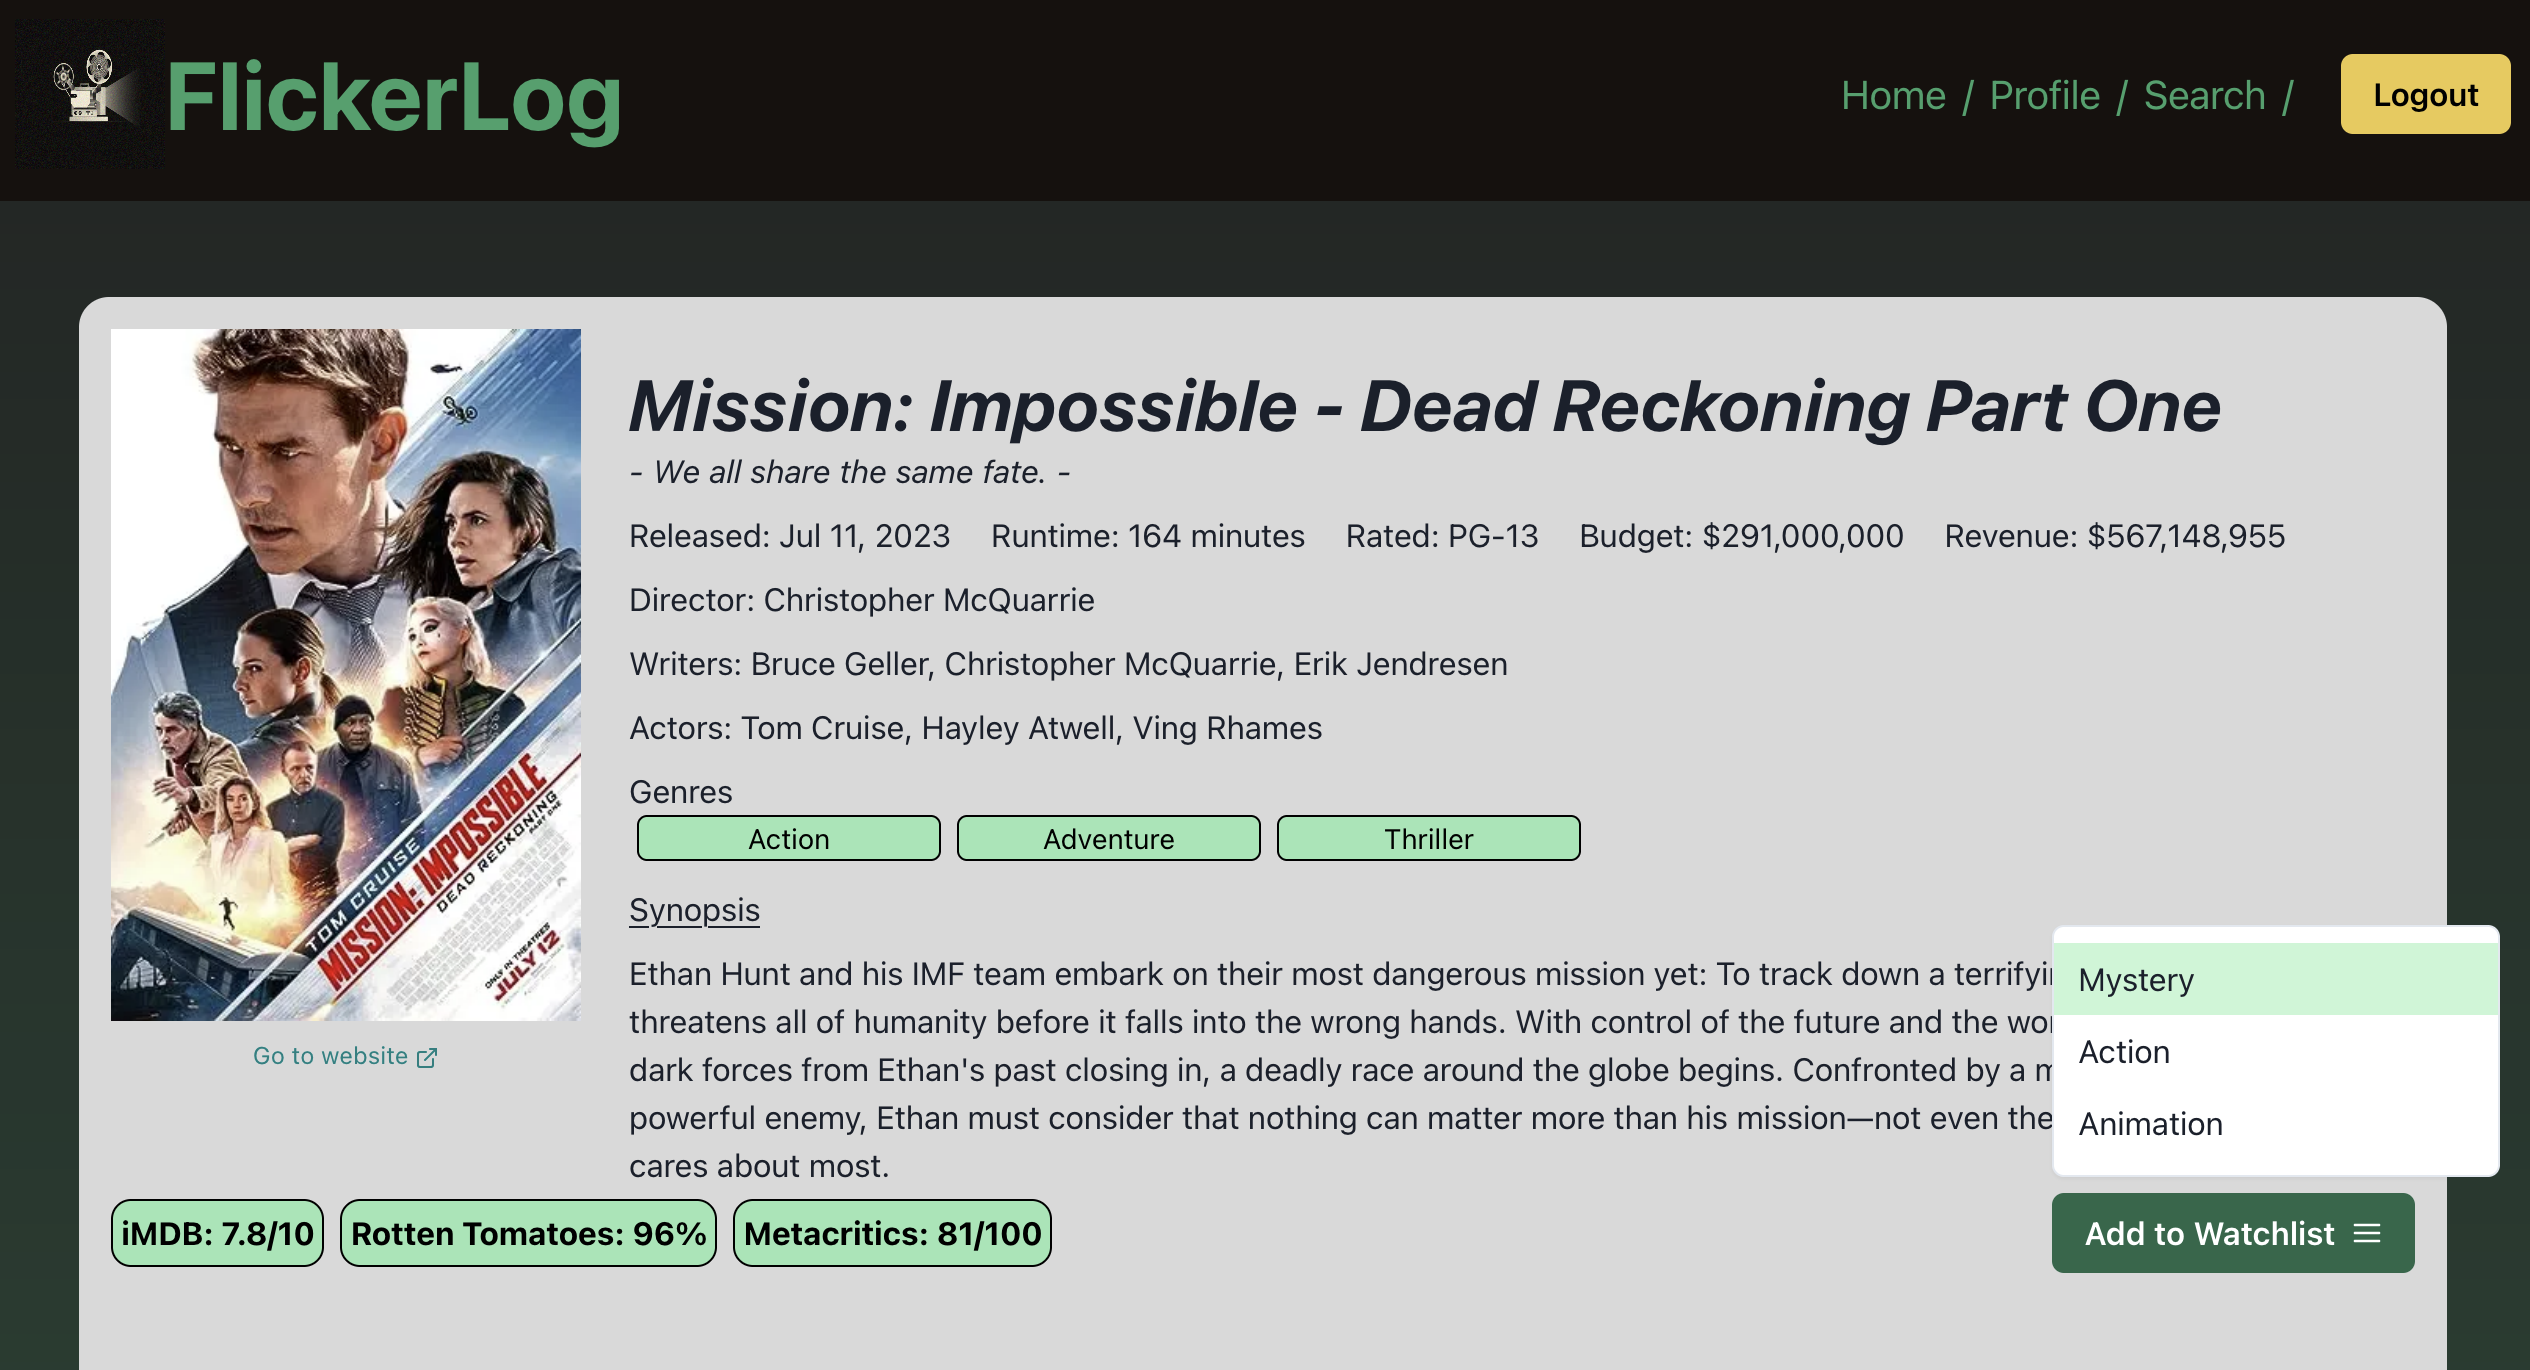 FlickerLog
Home / Profile / Search /
Logout
Mission: Impossible - Dead Reckoning Part One
- We all share the same fate. -
Released: Jul 11, 2023 Runtime: 164 minutes Rated: PG-13 Budget: $291,000,000 Revenue: $567,148,955
Director: Christopher McQuarrie
Writers: Bruce Geller, Christopher McQuarrie, Erik Jendresen
Actors: Tom Cruise, Hayley Atwell, Ving Rhames
Genres
Action Adventure Thriller
Synopsis
Ethan Hunt and his IMF team embark on their most dangerous mission yet: To track down a
threatens all of humanity before it falls into the wrong hands. With control of the future and the
dark forces from Ethan's past closing in, a deadly race around the globe begins. Confronted by a
powerful enemy, Ethan must consider that nothing can matter more than his mission—not even the
cares about most.
TOM CRUISE
MISSION: IMPOSSIBLE
DEAD RECKONING
PART ONE
ONLY IN THEATRES
JULY 12
Go to website
Mystery
Action
Animation
iMDB: 7.8/10
Rotten Tomatoes: 96%
Metacritics: 81/100
Add to Watchlist